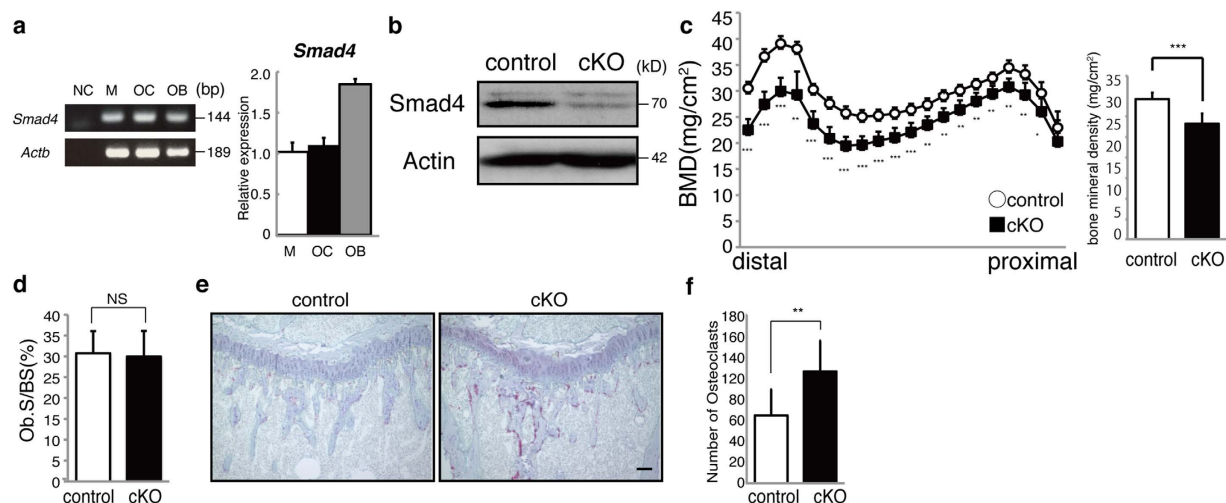 a
Smad4
NC M OC OB (bp)
Smad4
144
Actb
189
Relative expression
2.0
1.5
1.0
0.5
0
M OC OB
b
control cKO (kD)
Smad4
70
Actin
42
c
BMD(mg/cm²)
45
40
35
30
25
20
15
10
5
0
*** *** *** ** *** *** *** *** *** *** *** ** ** ** ** ** ** ** *
control
cKO
distal
proximal
***
bone mineral density (mg/cm²)
35
30
25
20
15
10
5
0
control cKO
d
NS
Ob.S/BS(%)
40
35
30
25
20
15
10
5
0
control cKO
e
control cKO
f
**
Number of Osteoclasts
180
160
140
120
80
60
40
20
0
control cKO